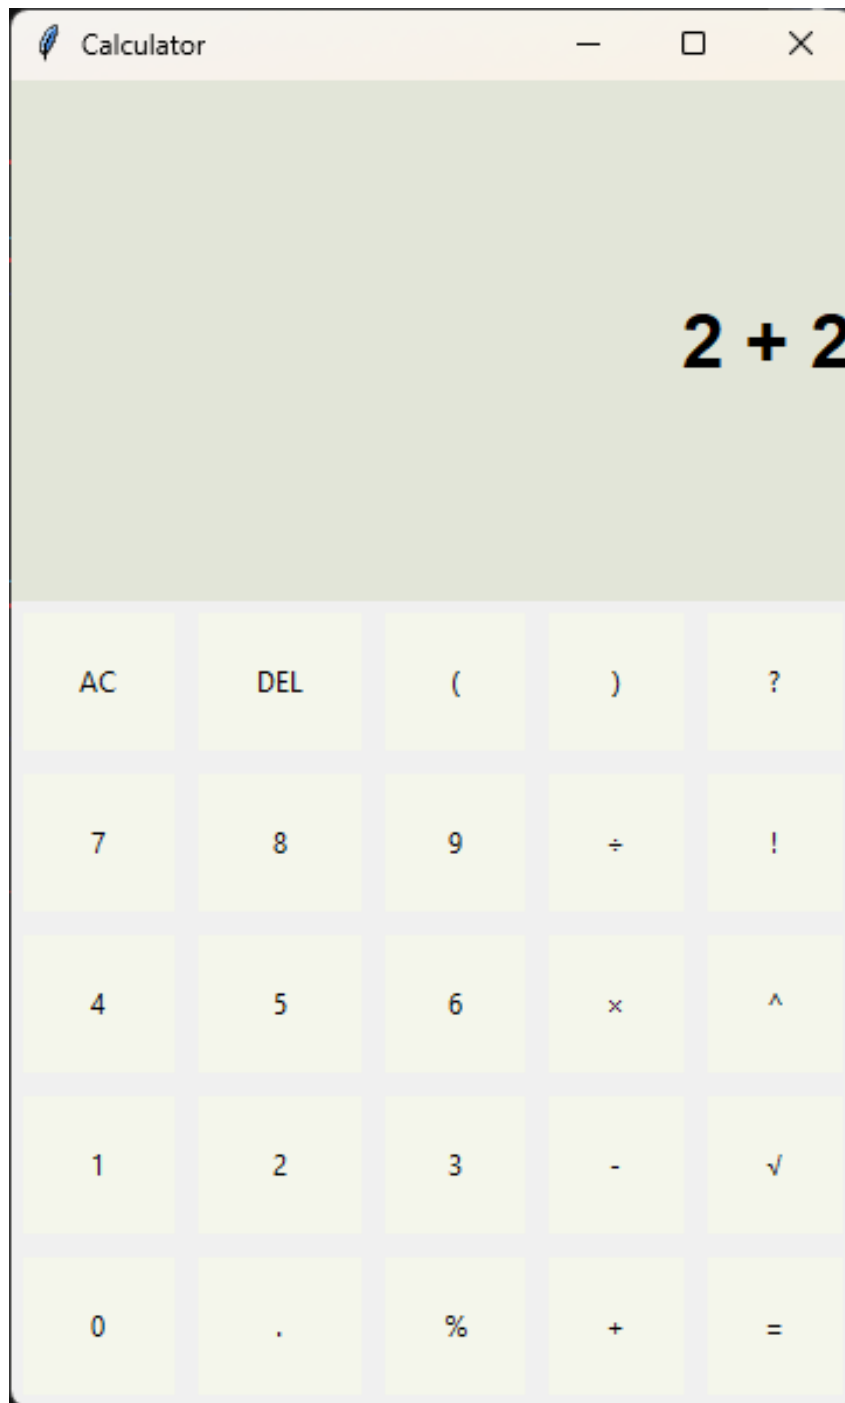 Calculator
2 + 2
AC DEL ( ) ?
7 8 9 ÷ !
4 5 6 × ^
1 2 3 - √
0 . % + =